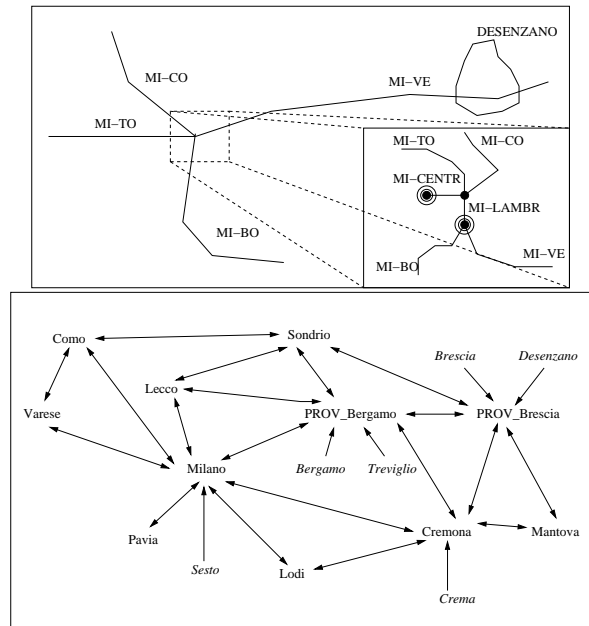 DESENZANO
MI–CO
MI–VE
MI–TO
MI–TO
MI–CO
MI–CENTR
MI–LAMBR
MI–BO
MI–VE
MI–BO
Como
Sondrio
Brescia
Desenzano
Lecco
Varese
PROV_Bergamo
PROV_Brescia
Milano
Bergamo
Treviglio
Pavia
Cremona
Mantova
Sesto
Lodi
Crema